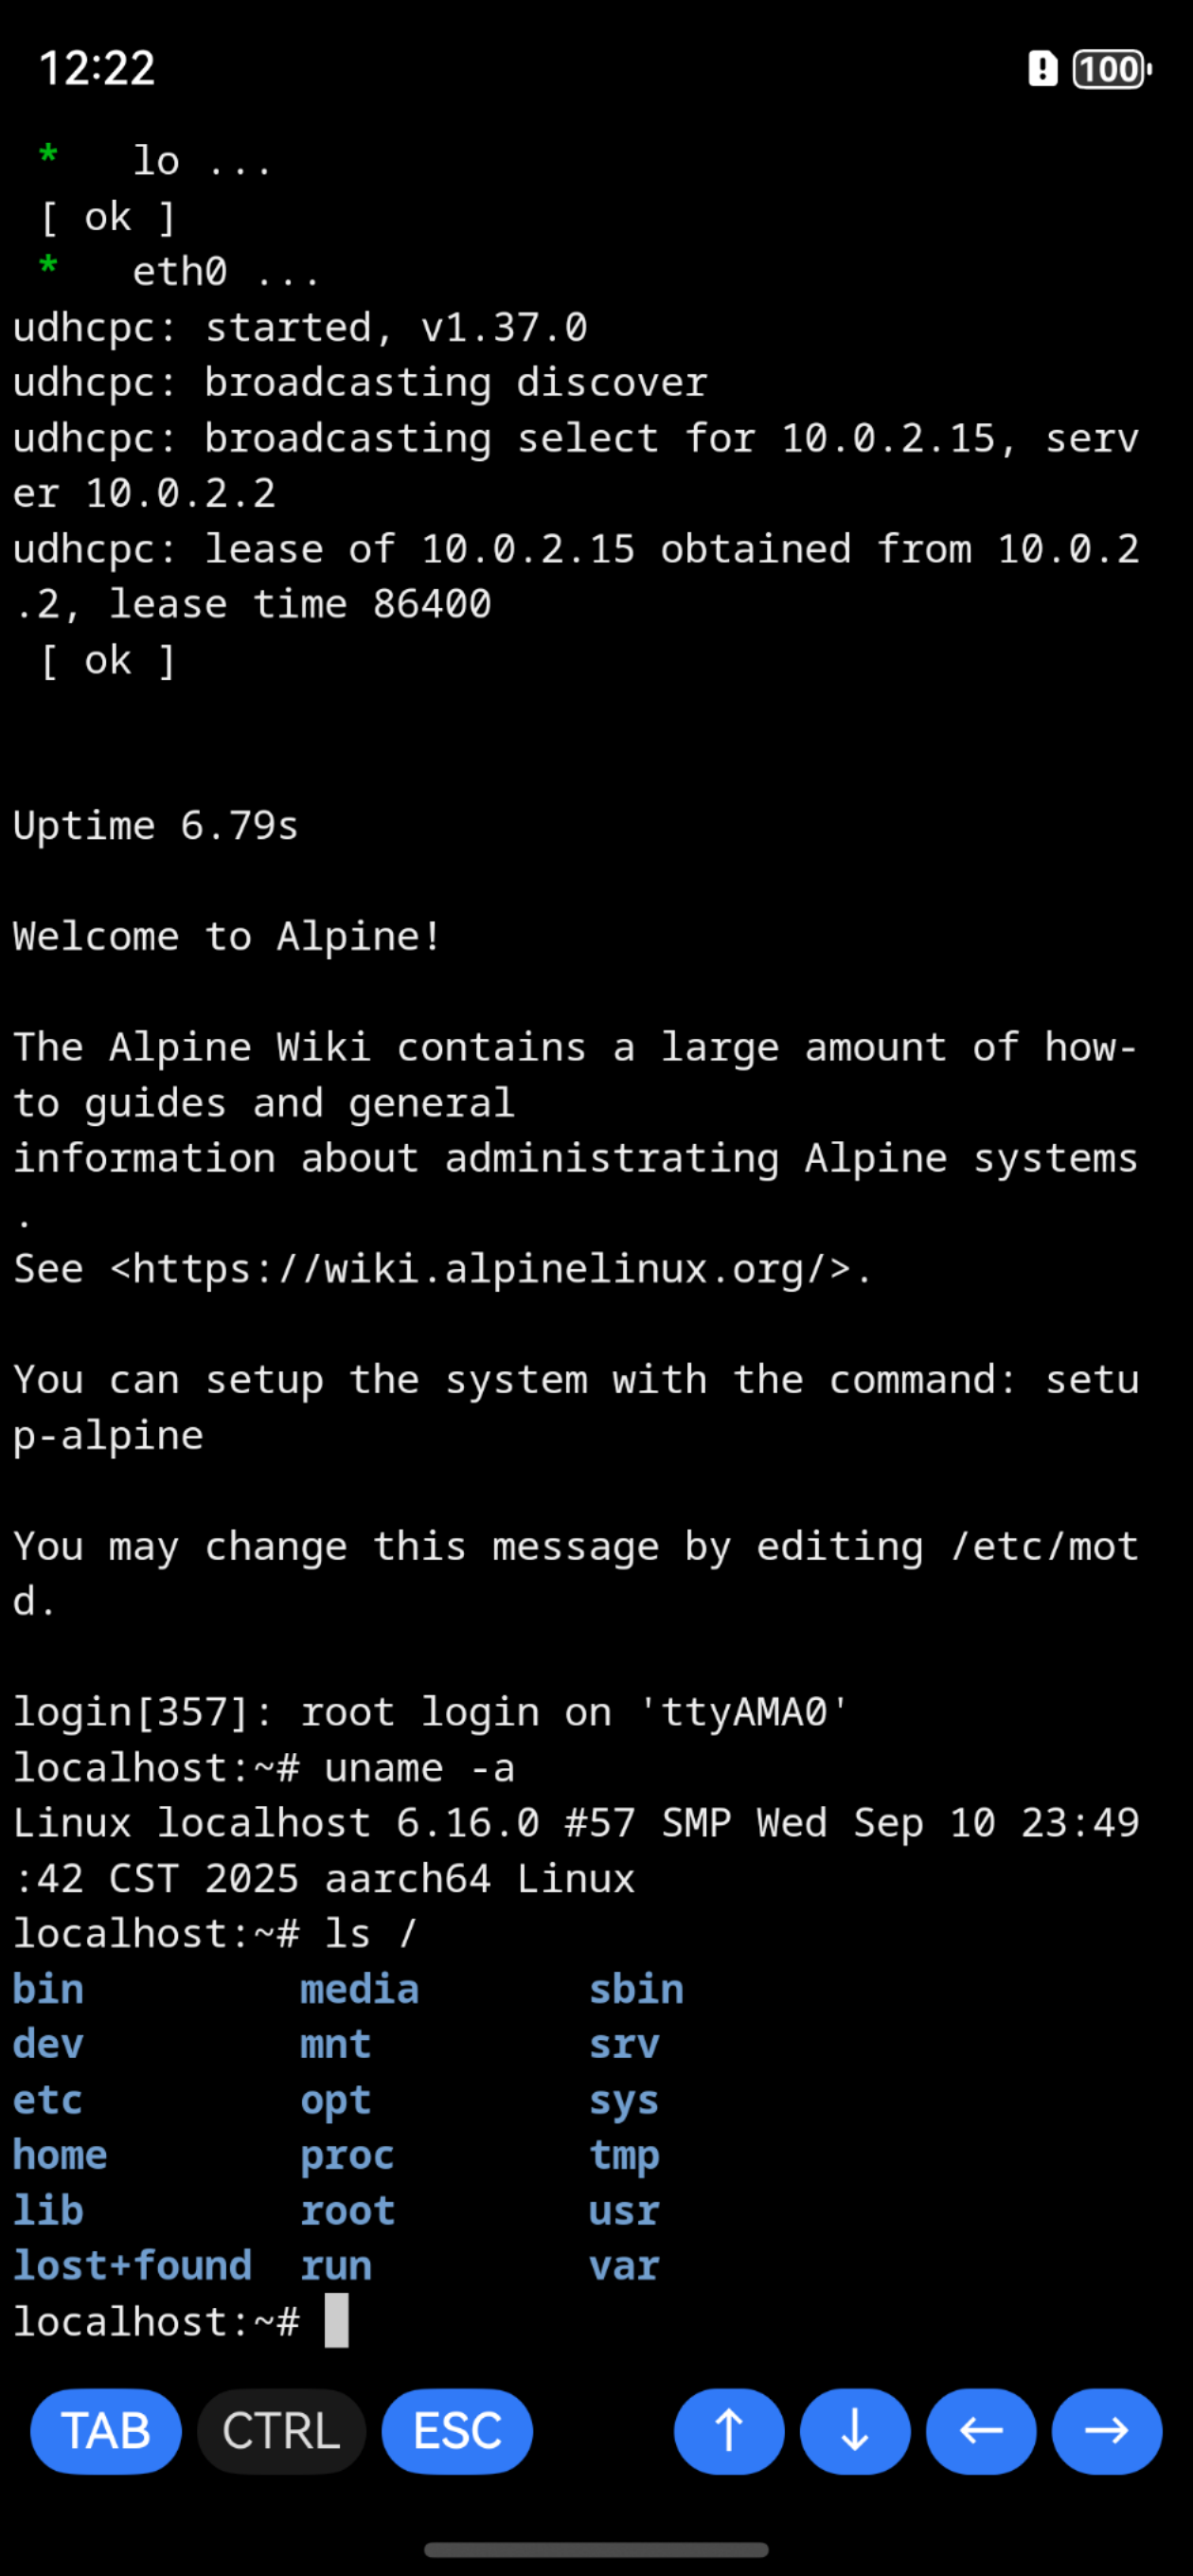 12:22 100
* lo ...
[ ok ]
* eth0 ...
udhcpc: started, v1.37.0
udhcpc: broadcasting discover
udhcpc: broadcasting select for 10.0.2.15, serv
er 10.0.2.2
udhcpc: lease of 10.0.2.15 obtained from 10.0.2
.2, lease time 86400
[ ok ]
Uptime 6.79s
Welcome to Alpine!
The Alpine Wiki contains a large amount of how-
to guides and general
information about administrating Alpine systems
.
See <https://wiki.alpinelinux.org/>.
You can setup the system with the command: setu
p-alpine
You may change this message by editing /etc/mot
d.
login[357]: root login on 'ttyAMA0'
localhost:~# uname -a
Linux localhost 6.16.0 #57 SMP Wed Sep 10 23:49
:42 CST 2025 aarch64 Linux
localhost:~# ls /
bin media sbin
dev mnt srv
etc opt sys
home proc tmp
lib root usr
lost+found run var
localhost:~#
TAB CTRL ESC ↑ ↓ ← →